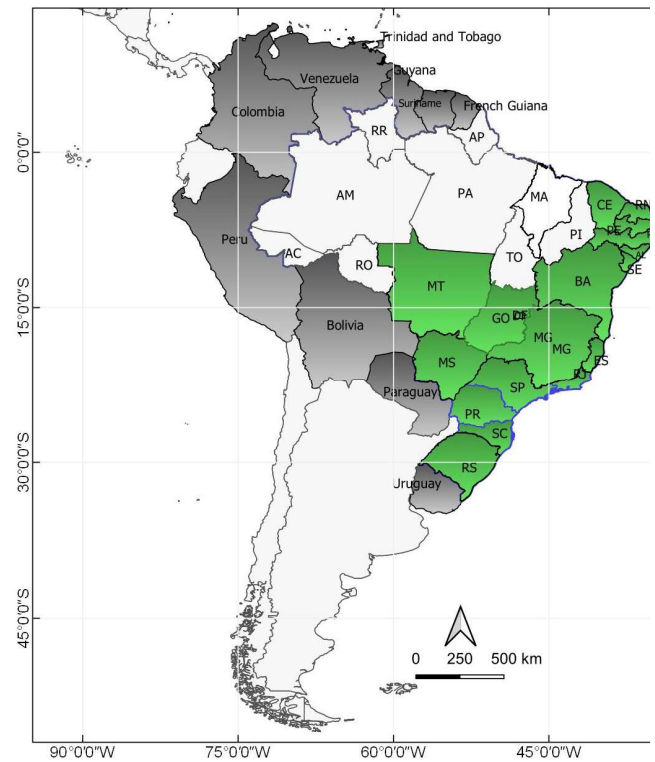 Trinidad and Tobago
Venezuela
Guyana
Suriname
French Guiana
Colombia
RR
AP
0°0'0"
AM
PA
MA
CE
RN
PI
PE
Peru
AC
RO
TO
AL
SE
BA
MT
15°0'0"S
Bolivia
GO
DF
MG
MG
ES
MS
SP
RJ
Paraguay
PR
SC
30°0'0"S
RS
Uruguay
45°0'0"S
0 250 500 km
90°0'0"W 75°0'0"W 60°0'0"W 45°0'0"W